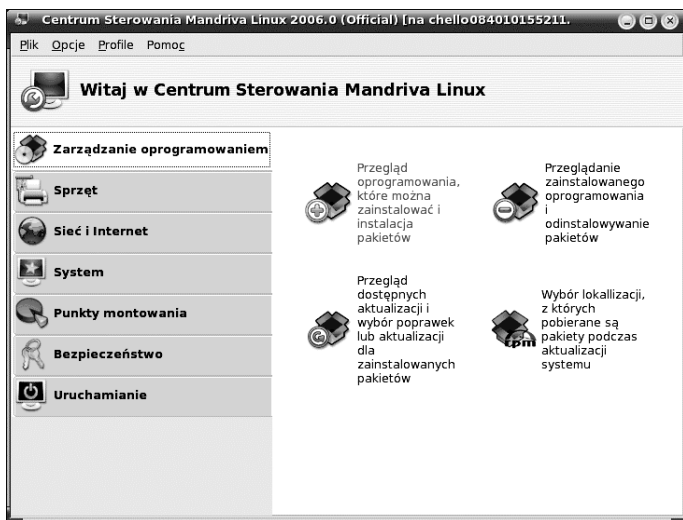 Centrum Sterowania Mandriva Linux 2006.0 (Official) [na chello084010155211.
Plik Opcje Profile Pomoc
Witaj w Centrum Sterowania Mandriva Linux
Zarządzanie oprogramowaniem
Sprzęt
Sieć i Internet
System
Punkty montowania
Bezpieczeństwo
Uruchamianie
Przegląd
oprogramowania,
które można
zainstalować i
instalacja
pakietów
Przeglądanie
zainstalowanego
oprogramowania
i
odinstalowywanie
pakietów
Przegląd
dostępnych
aktualizacji i
wybór poprawek
lub aktualizacji
dla
zainstalowanych
pakietów
Wybór lokallizacji,
z których
pobierane są
pakiety podczas
aktualizacji
systemu
rpm